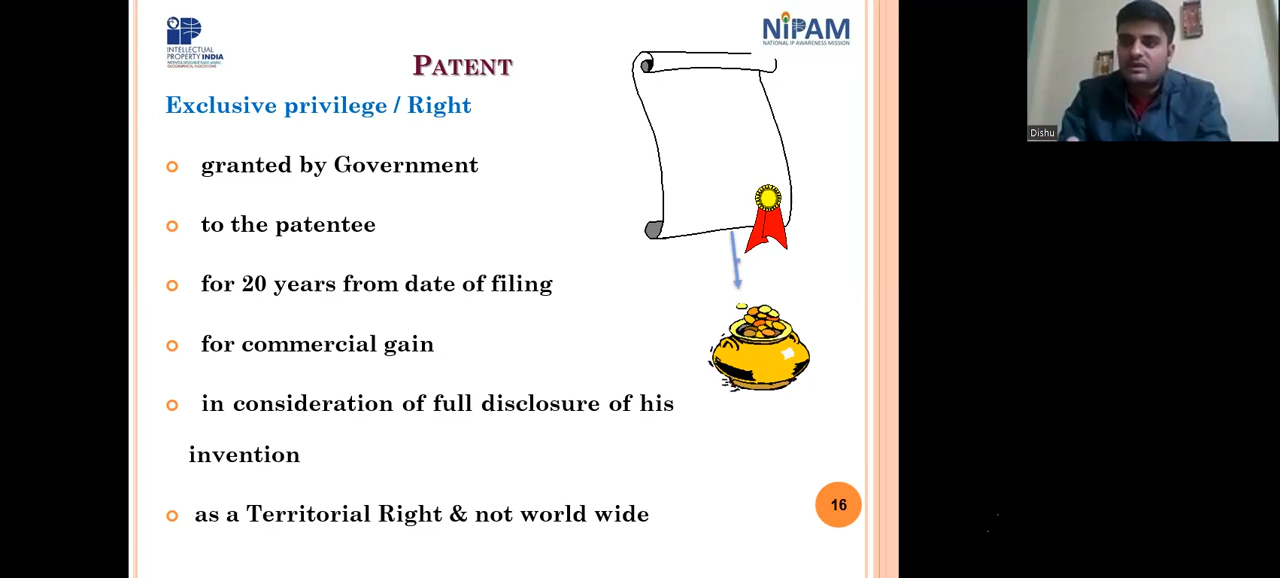 INTELLECTUAL
PROPERTY INDIA
NiPAM
NATIONAL IP AWARENESS MISSION
PATENT
Exclusive privilege / Right
granted by Government
to the patentee
for 20 years from date of filing
for commercial gain
in consideration of full disclosure of his
invention
as a Territorial Right & not world wide
16
Dishu